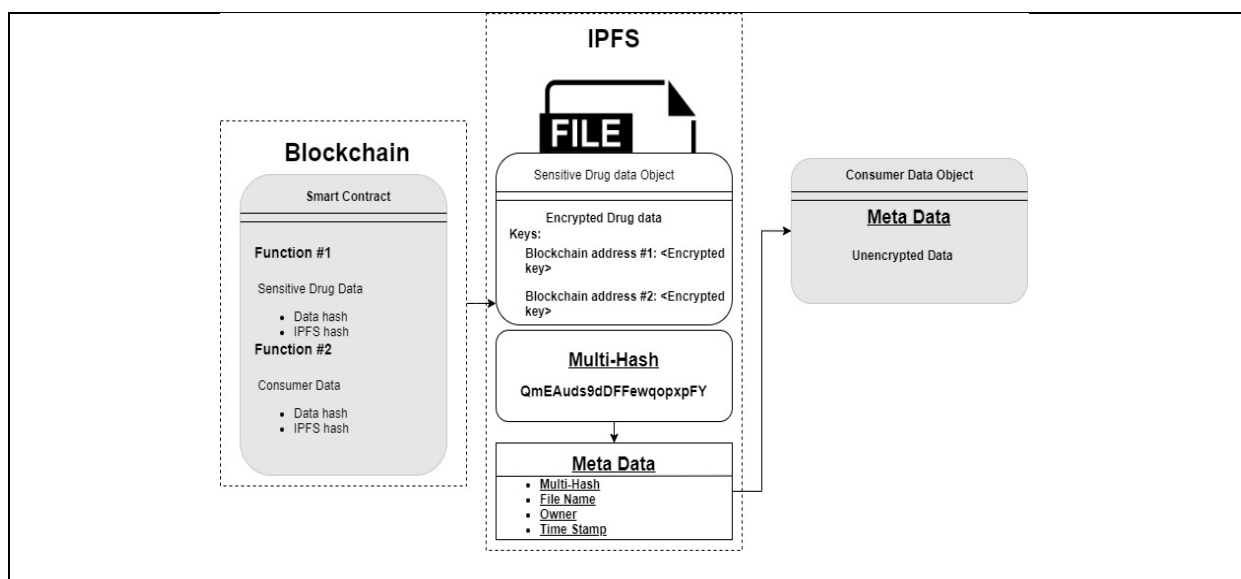 Blockchain
Smart Contract
Function #1
Sensitive Drug Data
• Data hash
• IPFS hash
Function #2
Consumer Data
• Data hash
• IPFS hash
IPFS
FILE
Sensitive Drug data Object
Encrypted Drug data
Keys:
Blockchain address #1: <Encrypted
key>
Blockchain address #2: <Encrypted
key>
Multi-Hash
QmEAuds9dDFFewqopxpFY
Meta Data
• Multi-Hash
• File Name
• Owner
• Time Stamp
Consumer Data Object
Meta Data
Unencrypted Data